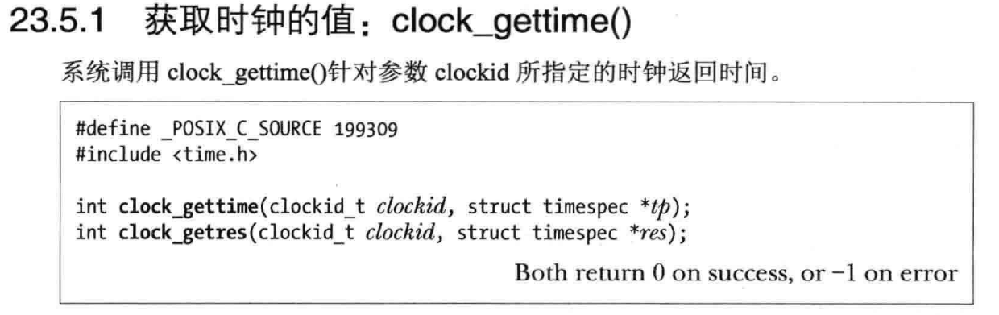 23.5.1 获取时钟的值：clock_gettime()
系统调用 clock_gettime()针对参数 clockid 所指定的时钟返回时间。
#define _POSIX_C_SOURCE 199309
#include <time.h>
int clock_gettime(clockid_t clockid, struct timespec *tp);
int clock_getres(clockid_t clockid, struct timespec *res);
Both return 0 on success, or −1 on error